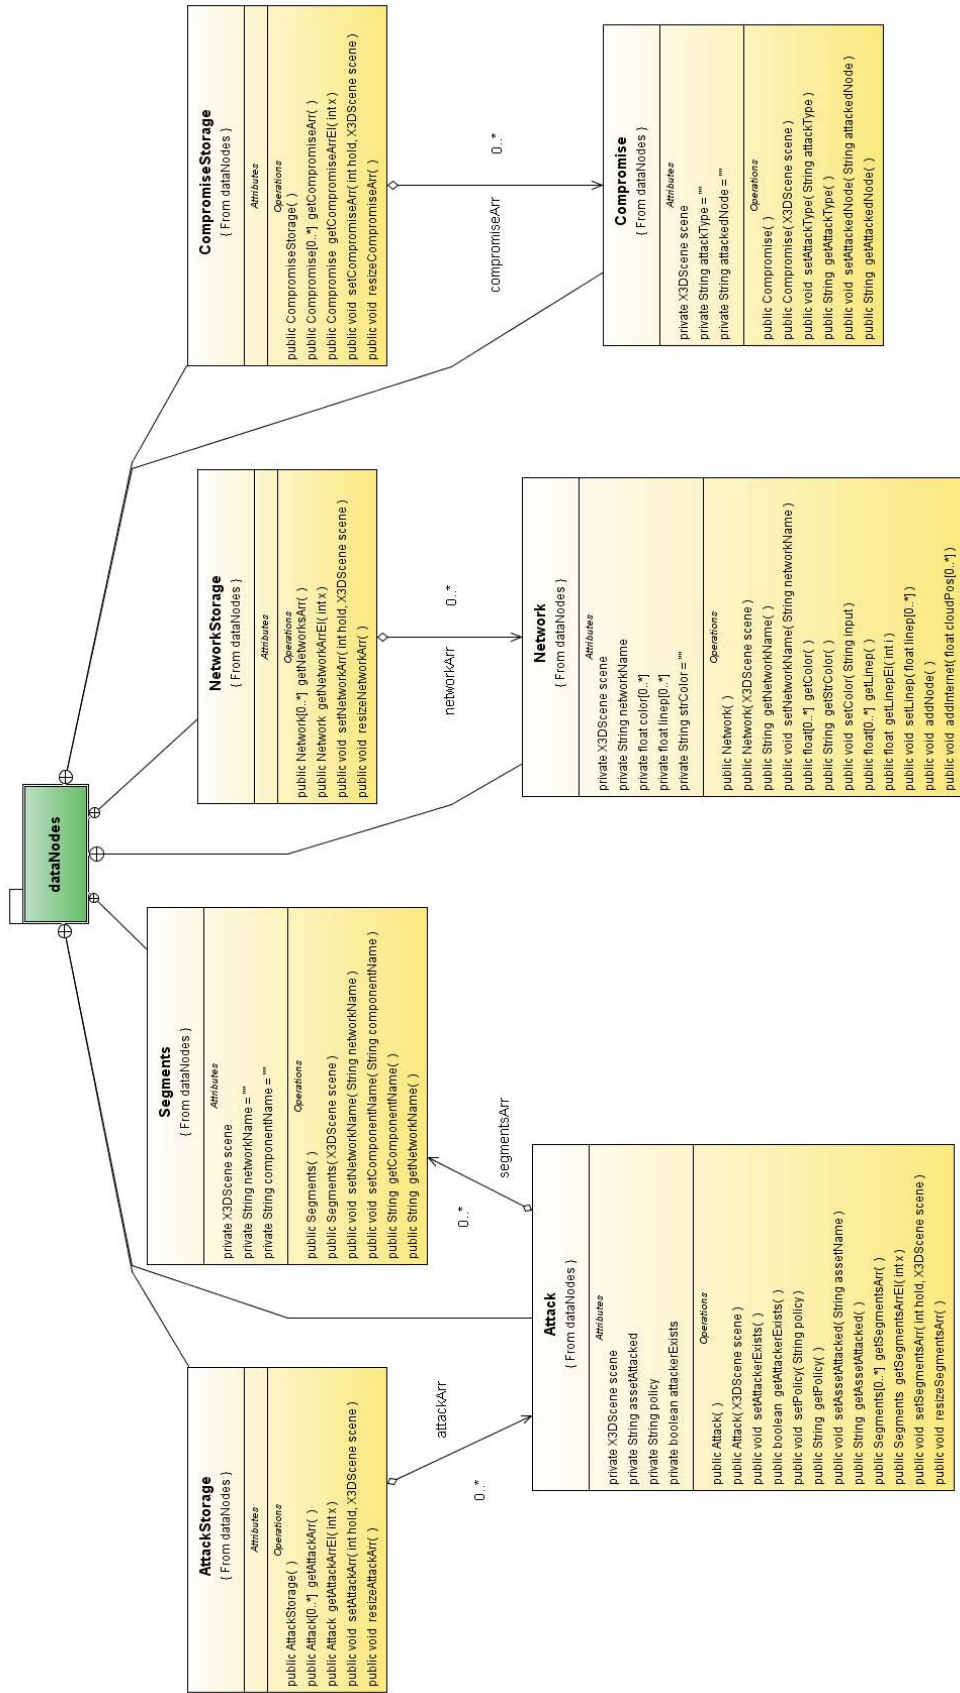 dataNodes
AttackStorage
{ From dataNodes }
Attributes
Operations
public AttackStorage( )
public Attack[0..*] getAttackArr( )
public Attack getAttackArrEl( int x )
public void setAttackArr( int hold, X3DScene scene )
public void resizeAttackArr( )
Segments
{ From dataNodes }
Attributes
private X3DScene scene
private String networkName = ""
private String componentName = ""
Operations
public Segments( )
public Segments( X3DScene scene )
public void setNetworkName( String networkName )
public void setComponentName( String componentName )
public String getComponentName( )
public String getNetworkName( )
NetworkStorage
{ From dataNodes }
Attributes
Operations
public Network[0..*] getNetworksArr( )
public Network getNetworkArrEl( int x )
public void setNetworkArr( int hold, X3DScene scene )
public void resizeNetworkArr( )
CompromiseStorage
{ From dataNodes }
Attributes
Operations
public CompromiseStorage( )
public Compromise[0..*] getCompromiseArr( )
public Compromise getCompromiseArrEl( int x )
public void setCompromiseArr( int hold, X3DScene scene )
public void resizeCompromiseArr( )
attackArr
0..*
segmentsArr
0..*
networkArr
0..*
compromiseArr
0..*
Attack
{ From dataNodes }
Attributes
private X3DScene scene
private String assetAttacked
private String policy
private boolean attackerExists
Operations
public Attack( )
public Attack( X3DScene scene )
public void setAttackerExists( )
public boolean getAttackerExists( )
public void setPolicy( String policy )
public String getPolicy( )
public void setAssetAttacked( String assetName )
public String getAssetAttacked( )
public Segments[0..*] getSegmentsArr( )
public Segments getSegmentsArrEl( int x )
public void setSegmentsArr( int hold, X3DScene scene )
public void resizeSegmentsArr( )
Network
{ From dataNodes }
Attributes
private X3DScene scene
private String networkName
private float color[0..*]
private float linep[0..*]
private String strColor = ""
Operations
public Network( )
public Network( X3DScene scene )
public String getNetworkName( )
public void setNetworkName( String networkName )
public float[0..*] getColor( )
public String getStrColor( )
public void setColor( String input )
public float[0..*] getLinep( )
public float getLinepEl( int i )
public void setLinep( float linep[0..*] )
public void addNode( )
public void addInternet( float cloudPos[0..*] )
Compromise
{ From dataNodes }
Attributes
private X3DScene scene
private String attackType = ""
private String attackedNode = ""
Operations
public Compromise( )
public Compromise( X3DScene scene )
public void setAttackType( String attackType )
public String getAttackType( )
public void setAttackedNode( String attackedNode )
public String getAttackedNode( )